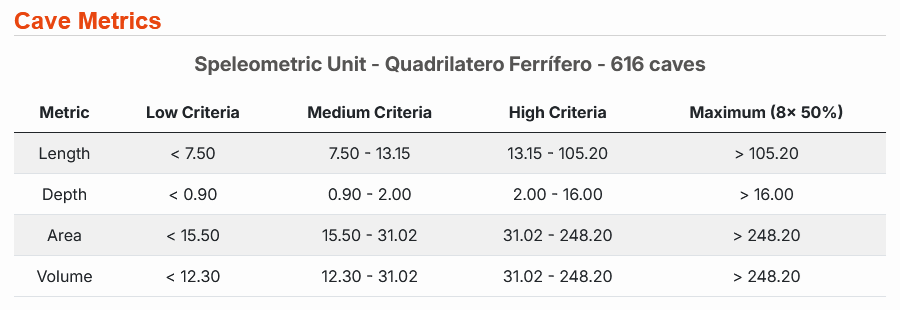 Cave Metrics
Speleometric Unit - Quadrilatero Ferrífero - 616 caves
Metric Low Criteria Medium Criteria High Criteria Maximum (8× 50%)
Length < 7.50 7.50 - 13.15 13.15 - 105.20 > 105.20
Depth < 0.90 0.90 - 2.00 2.00 - 16.00 > 16.00
Area < 15.50 15.50 - 31.02 31.02 - 248.20 > 248.20
Volume < 12.30 12.30 - 31.02 31.02 - 248.20 > 248.20